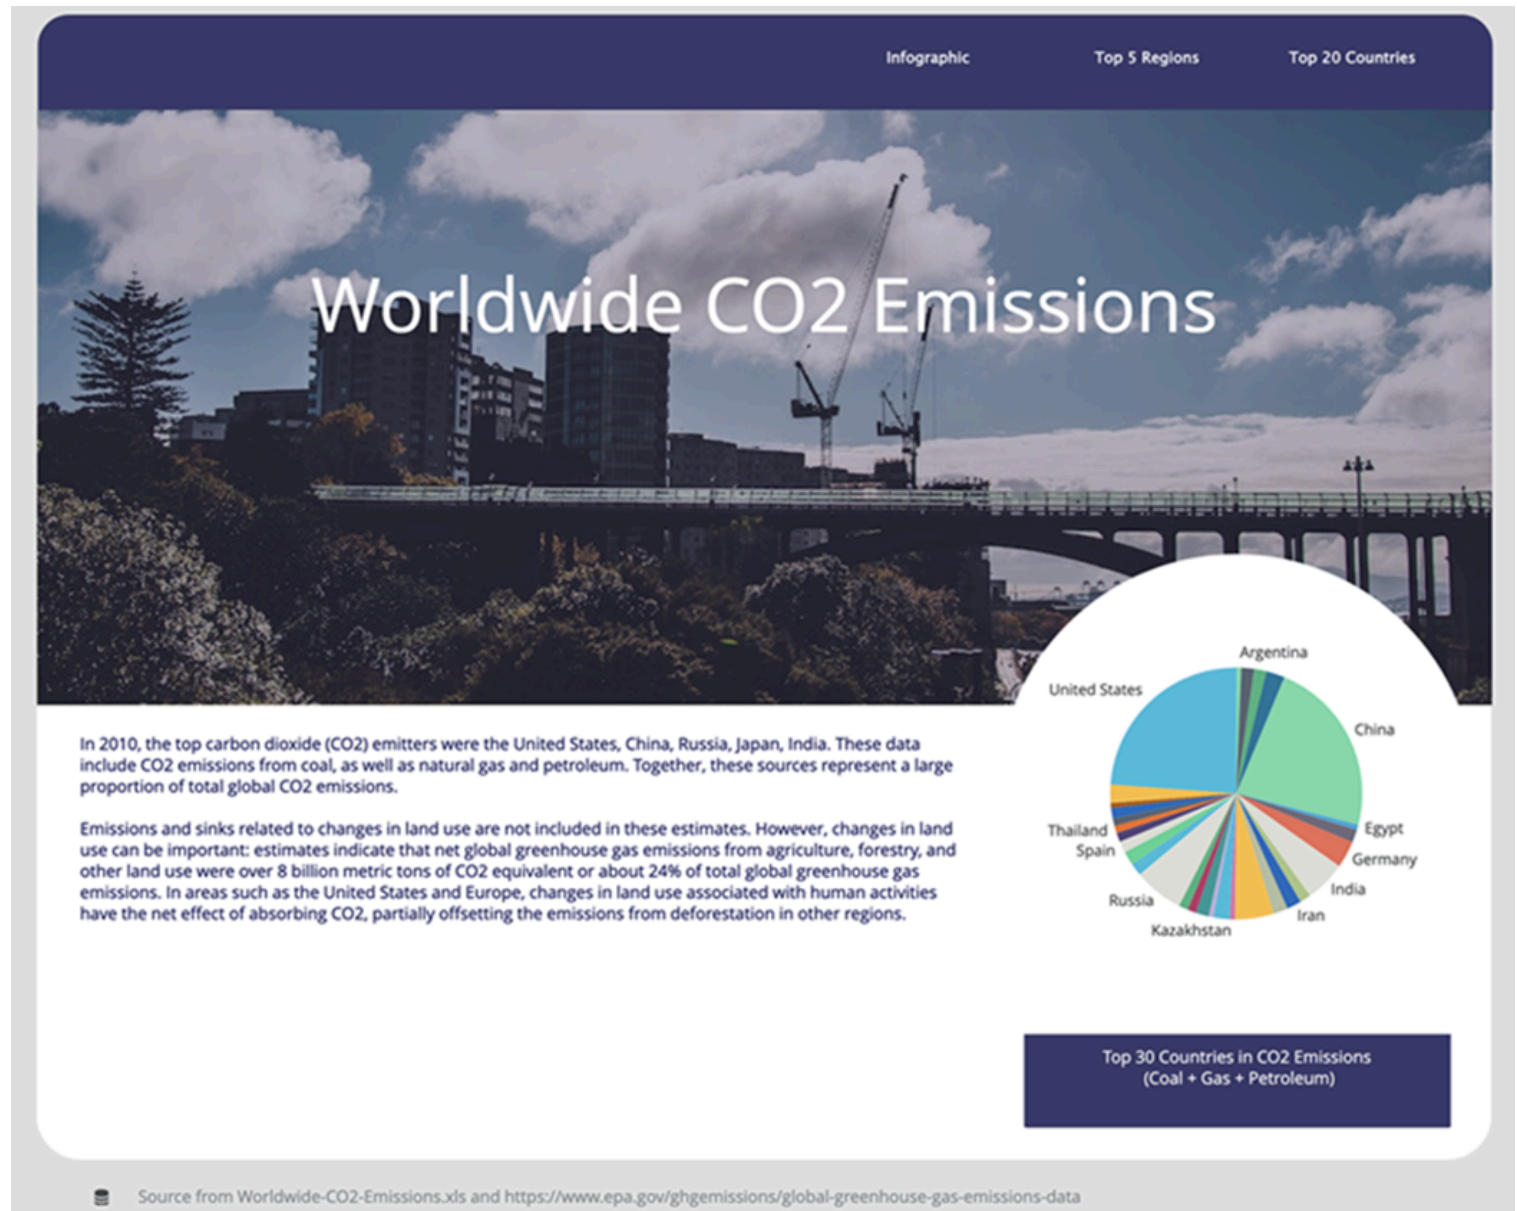 Infographic
Top 5 Regions
Top 20 Countries
Worldwide CO2 Emissions
In 2010, the top carbon dioxide (CO2) emitters were the United States, China, Russia, Japan, India. These data
include CO2 emissions from coal, as well as natural gas and petroleum. Together, these sources represent a large
proportion of total global CO2 emissions.
Emissions and sinks related to changes in land use are not included in these estimates. However, changes in land
use can be important: estimates indicate that net global greenhouse gas emissions from agriculture, forestry, and
other land use were over 8 billion metric tons of CO2 equivalent or about 24% of total global greenhouse gas
emissions. In areas such as the United States and Europe, changes in land use associated with human activities
have the net effect of absorbing CO2, partially offsetting the emissions from deforestation in other regions.
Argentina
United States
China
Egypt
Thailand
Spain
Germany
India
Russia
Iran
Kazakhstan
Top 30 Countries in CO2 Emissions
(Coal + Gas + Petroleum)
Source from Worldwide-CO2-Emissions.xls and https://www.epa.gov/ghgemissions/global-greenhouse-gas-emissions-data